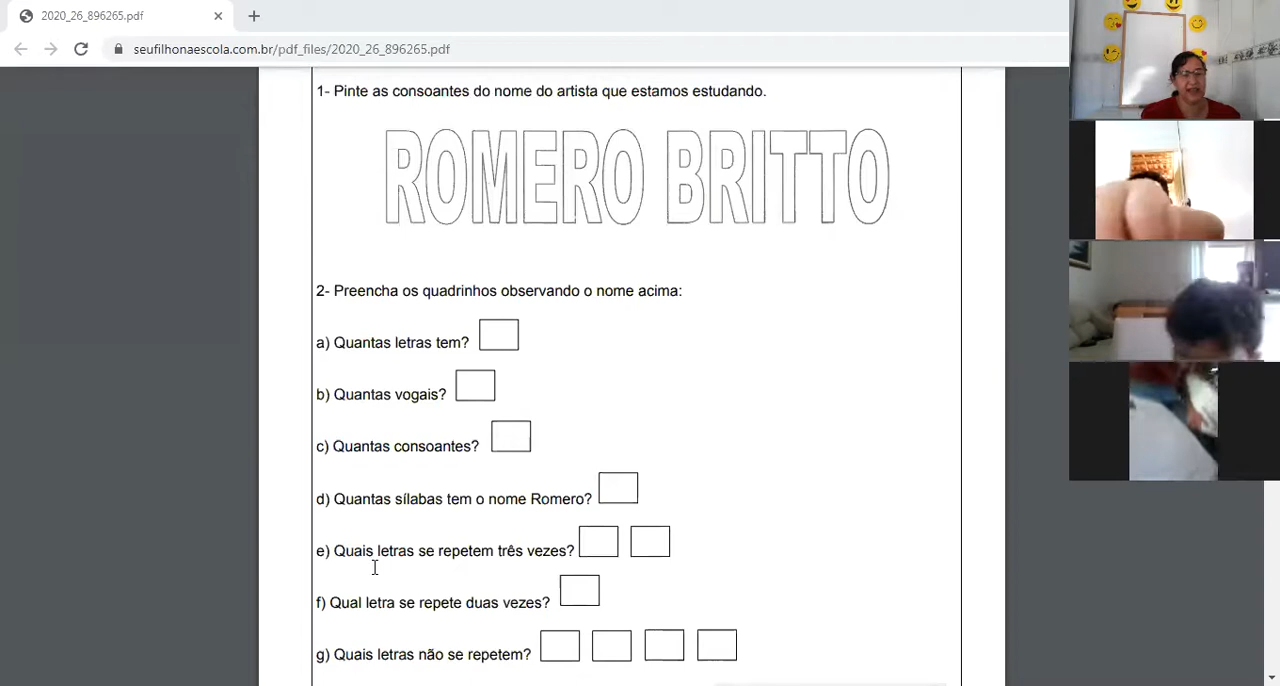 2020_26_896265.pdf
seufilhonaescola.com.br/pdf_files/2020_26_896265.pdf
1- Pinte as consoantes do nome do artista que estamos estudando.
ROMERO BRITTO
2- Preencha os quadrinhos observando o nome acima:
a) Quantas letras tem?
b) Quantas vogais?
c) Quantas consoantes?
d) Quantas sílabas tem o nome Romero?
e) Quais letras se repetem três vezes?
f) Qual letra se repete duas vezes?
g) Quais letras não se repetem?